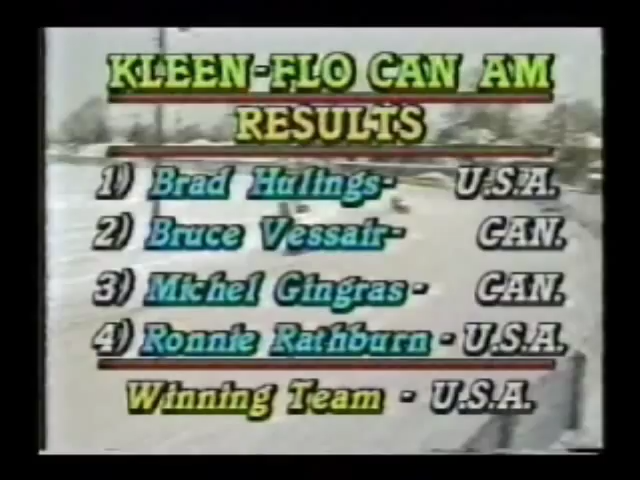 KLEEN-FLO CAN AM
RESULTS
1) Brad Hulings- U.S.A.
2) Bruce Vessair- CAN.
3) Michel Gingras- CAN.
4) Ronnie Rathburn- U.S.A.
Winning Team - U.S.A.